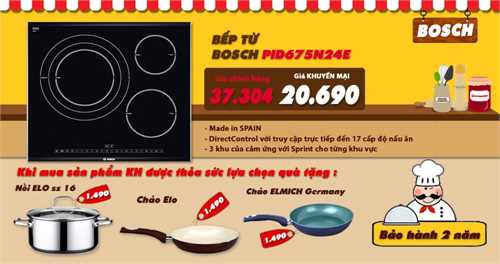 BOSCH
BẾP TỪ
BOSCH PID675N24E
Giá chính hãng
37.304
Giá KHUYẾN MẠI
20.690
- Made in SPAIN
- DirectControl với truy cập trực tiếp đến 17 cấp độ nấu ăn
- 3 khu của cảm ứng với Sprint cho từng khu vực
Khi mua sản phẩm KH được thỏa sức lựa chọn quà tặng :
Nồi ELO sz 16
1.490
Chảo Elo
1.490
Chảo ELMICH Germany
1.490
Bảo hành 2 năm